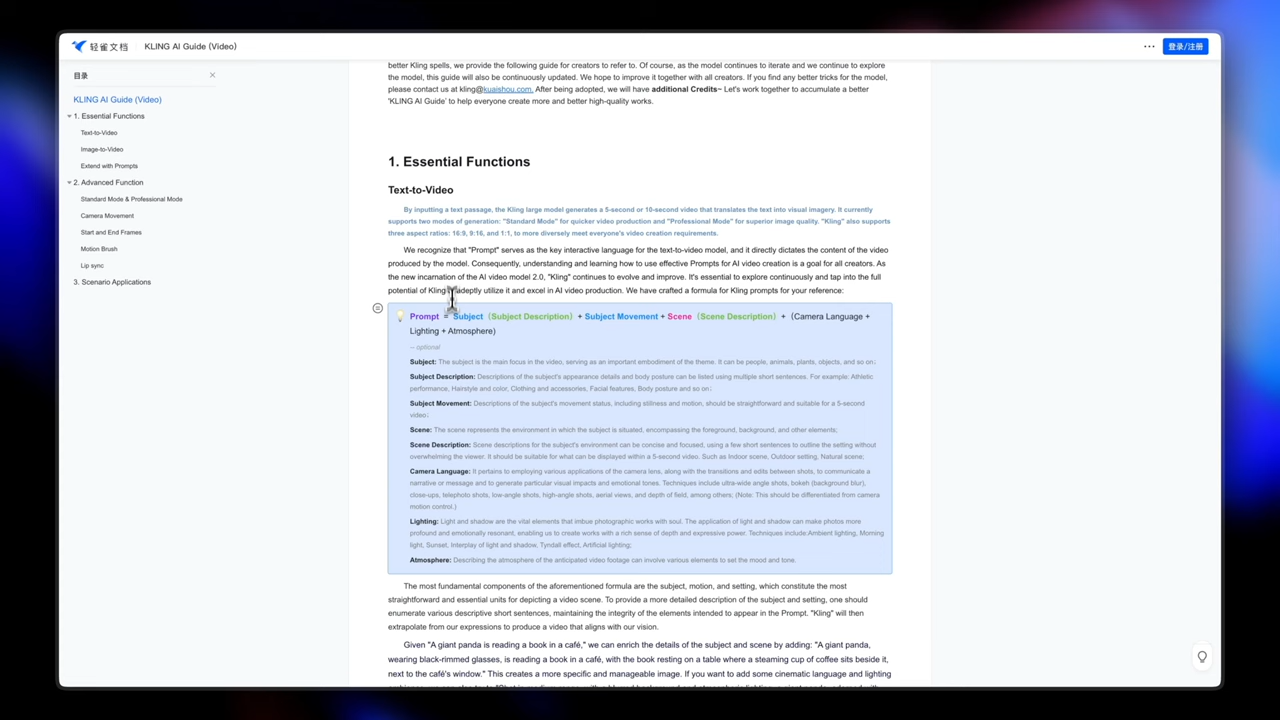 轻雀文档
KLING AI Guide (Video)
登录/注册
目录
KLING AI Guide (Video)
1. Essential Functions
Text-to-Video
Image-to-Video
Extend with Prompts
2. Advanced Function
Standard Mode & Professional Mode
Camera Movement
Start and End Frames
Motion Brush
Lip sync
3. Scenario Applications
better Kling spells, we provide the following guide for creators to refer to. Of course, as the model continues to iterate and we continue to explore
the model, this guide will also be continuously updated. We hope to improve it together with all creators. If you find any better tricks for the model,
please contact us at kling@kuaishou.com. After being adopted, we will have additional Credits~ Let's work together to accumulate a better
'KLING AI Guide' to help everyone create more and better high-quality works.
1. Essential Functions
Text-to-Video
By inputting a text passage, the Kling large model generates a 5-second or 10-second video that translates the text into visual imagery. It currently
supports two modes of generation: "Standard Mode" for quicker video production and "Professional Mode" for superior image quality. "Kling" also supports
three aspect ratios: 16:9, 9:16, and 1:1, to more diversely meet everyone's video creation requirements.
We recognize that "Prompt" serves as the key interactive language for the text-to-video model, and it directly dictates the content of the video
produced by the model. Consequently, understanding and learning how to use effective Prompts for AI video creation is a goal for all creators. As
the new incarnation of the AI video model 2.0, "Kling" continues to evolve and improve. It's essential to explore continuously and tap into the full
potential of Kling adeptly utilize it and excel in AI video production. We have crafted a formula for Kling prompts for your reference:
Prompt = Subject (Subject Description) + Subject Movement + Scene (Scene Description) + (Camera Language +
Lighting + Atmosphere)
-- optional
Subject: The subject is the main focus in the video, serving as an important embodiment of the theme. It can be people, animals, plants, objects, and so on;
Subject Description: Descriptions of the subject's appearance details and body posture can be listed using multiple short sentences. For example: Athletic
performance, Hairstyle and color, Clothing and accessories, Facial features, Body posture and so on;
Subject Movement: Descriptions of the subject's movement status, including stillness and motion, should be straightforward and suitable for a 5-second
video;
Scene: The scene represents the environment in which the subject is situated, encompassing the foreground, background, and other elements;
Scene Description: Scene descriptions for the subject's environment can be concise and focused, using a few short sentences to outline the setting without
overwhelming the viewer. It should be suitable for what can be displayed within a 5-second video. Such as Indoor scene, Outdoor setting, Natural scene;
Camera Language: It pertains to employing various applications of the camera lens, along with the transitions and edits between shots, to communicate a
narrative or message and to generate particular visual impacts and emotional tones. Techniques include ultra-wide angle shots, bokeh (background blur),
close-ups, telephoto shots, low-angle shots, high-angle shots, aerial views, and depth of field, among others; (Note: This should be differentiated from camera
motion control.)
Lighting: Light and shadow are the vital elements that imbue photographic works with soul. The application of light and shadow can make photos more
profound and emotionally resonant, enabling us to create works with a rich sense of depth and expressive power. Techniques include:Ambient lighting, Morning
light, Sunset, Interplay of light and shadow, Tyndall effect, Artificial lighting;
Atmosphere: Describing the atmosphere of the anticipated video footage can involve various elements to set the mood and tone.
The most fundamental components of the aforementioned formula are the subject, motion, and setting, which constitute the most
straightforward and essential units for depicting a video scene. To provide a more detailed description of the subject and setting, one should
enumerate various descriptive short sentences, maintaining the integrity of the elements intended to appear in the Prompt. "Kling" will then
extrapolate from our expressions to produce a video that aligns with our vision.
Given "A giant panda is reading a book in a café," we can enrich the details of the subject and scene by adding: "A giant panda,
wearing black-rimmed glasses, is reading a book in a café, with the book resting on a table where a steaming cup of coffee sits beside it,
next to the café's window." This creates a more specific and manageable image. If you want to add some cinematic language and lighting